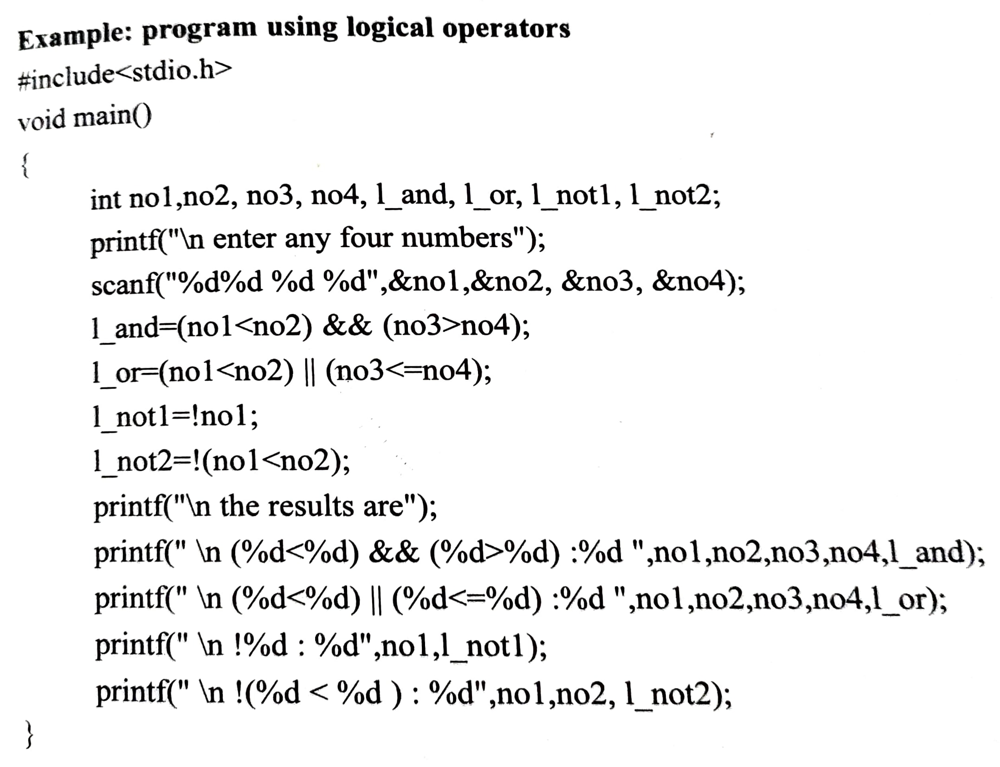 Example: program using logical operators
#include<stdio.h>
void main()
{
int no1,no2, no3, no4, l_and, l_or, l_not1, l_not2;
printf("\n enter any four numbers");
scanf("%d%d %d %d",&no1,&no2, &no3, &no4);
l_and=(no1<no2) && (no3>no4);
l_or=(no1<no2) || (no3<=no4);
l_not1=!no1;
l_not2=!(no1<no2);
printf("\n the results are");
printf(" \n (%d<%d) && (%d>%d) :%d ",no1,no2,no3,no4,l_and);
printf(" \n (%d<%d) || (%d<=%d) :%d ",no1,no2,no3,no4,l_or);
printf(" \n !%d : %d",no1,l_not1);
printf(" \n !(%d < %d ) : %d",no1,no2, l_not2);
}